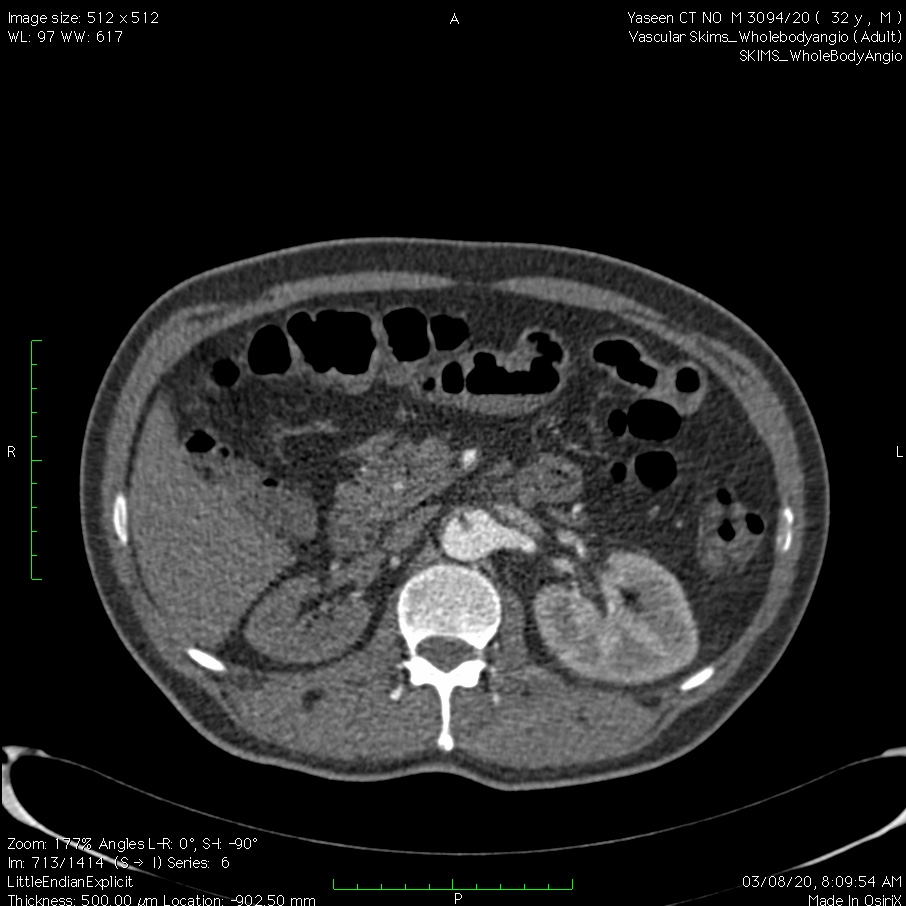 Image size: 512 x 512
WL: 97 WW: 617
A
Yaseen CT NO M 3094/20 ( 32 y , M )
Vascular Skims_Wholebodyangio (Adult)
SKIMS_WholeBodyAngio
R
L
Zoom: 177% Angles L-R: 0°, S-I: -90°
Im: 713/1414 (S -> I) Series: 6
LittleEndianExplicit
Thickness: 500.00 µm Location: -902.50 mm
P
03/08/20, 8:09:54 AM
Made In OsiriX